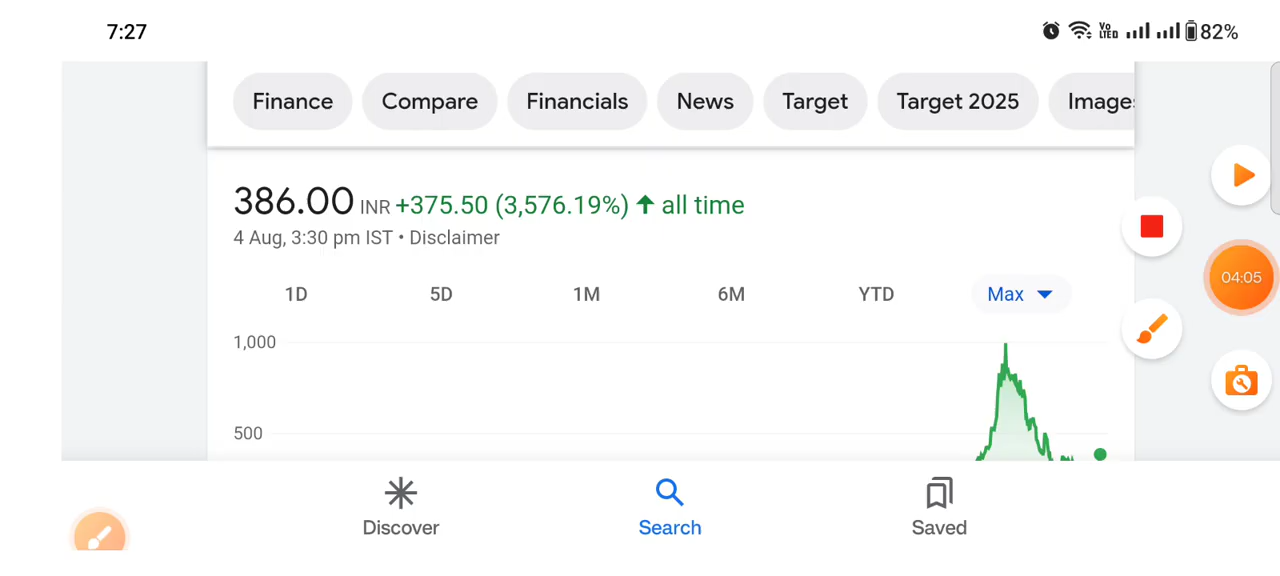 7:27 Vo LTED 82%
Finance Compare Financials News Target Target 2025 Images
386.00 INR +375.50 (3,576.19%) ↑ all time
4 Aug, 3:30 pm IST • Disclaimer
1D 5D 1M 6M YTD Max
04:05
1,000
500
Discover Search Saved